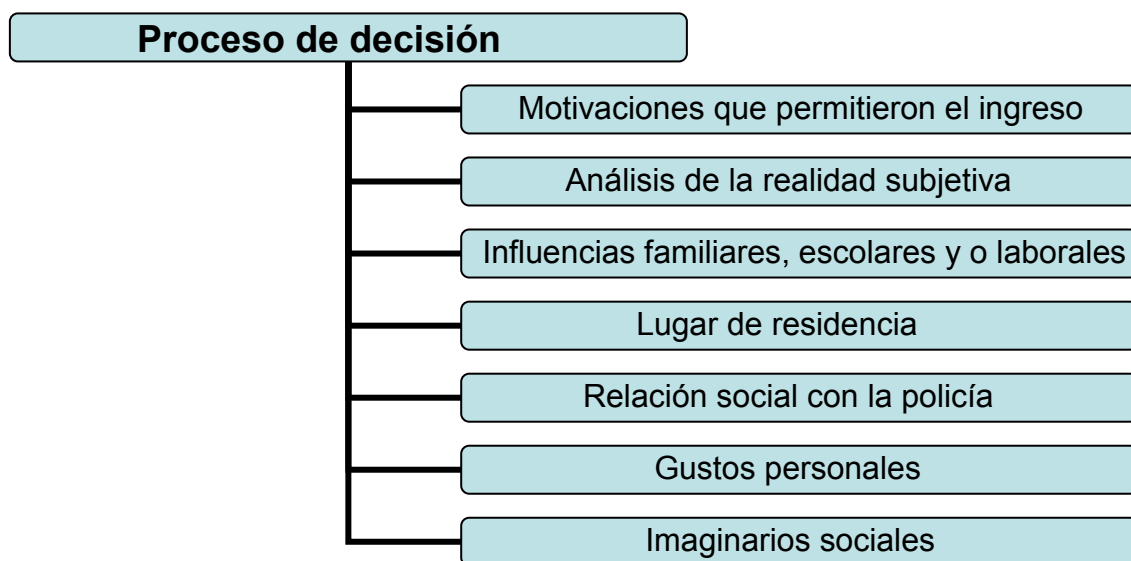 Proceso de decisión
Motivaciones que permitieron el ingreso
Análisis de la realidad subjetiva
Influencias familiares, escolares y o laborales
Lugar de residencia
Relación social con la policía
Gustos personales
Imaginarios sociales